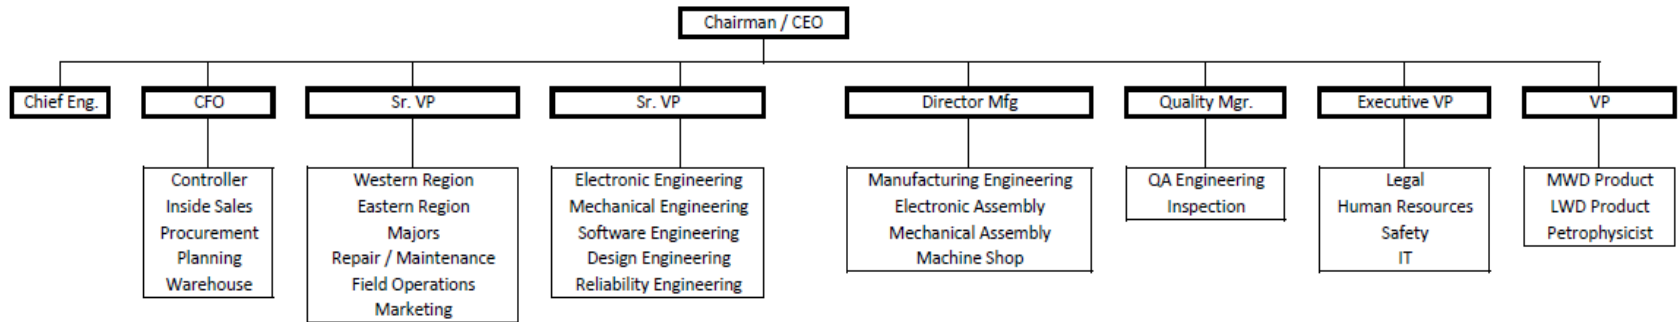 Chairman / CEO
Chief Eng.
CFO
Sr. VP
Sr. VP
Director Mfg
Quality Mgr.
Executive VP
VP
Controller
Inside Sales
Procurement
Planning
Warehouse
Western Region
Eastern Region
Majors
Repair / Maintenance
Field Operations
Marketing
Electronic Engineering
Mechanical Engineering
Software Engineering
Design Engineering
Reliability Engineering
Manufacturing Engineering
Electronic Assembly
Mechanical Assembly
Machine Shop
QA Engineering
Inspection
Legal
Human Resources
Safety
IT
MWD Product
LWD Product
Petrophysicist